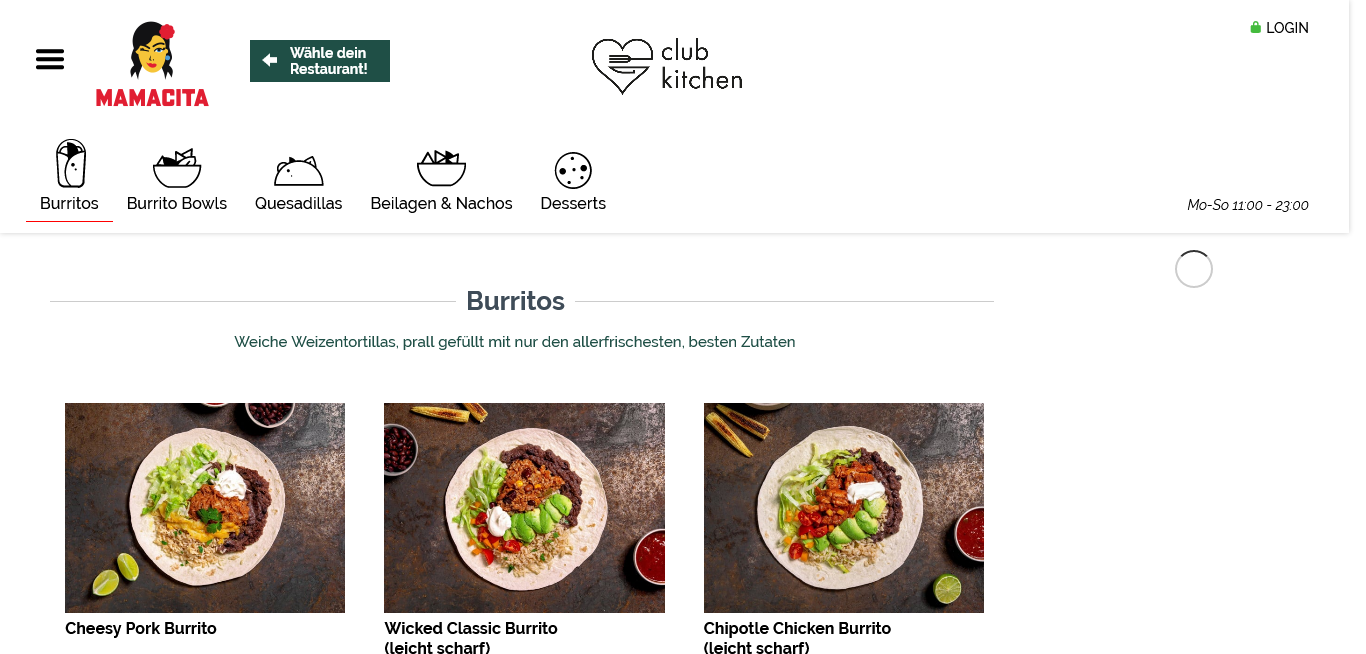 LOGIN
Wähle dein
Restaurant!
club
kitchen
MAMACITA
Burritos
Burrito Bowls
Quesadillas
Beilagen & Nachos
Desserts
Mo-So 11:00 - 23:00
Burritos
Weiche Weizentortillas, prall gefüllt mit nur den allerfrischesten, besten Zutaten
Cheesy Pork Burrito
Wicked Classic Burrito
(leicht scharf)
Chipotle Chicken Burrito
(leicht scharf)